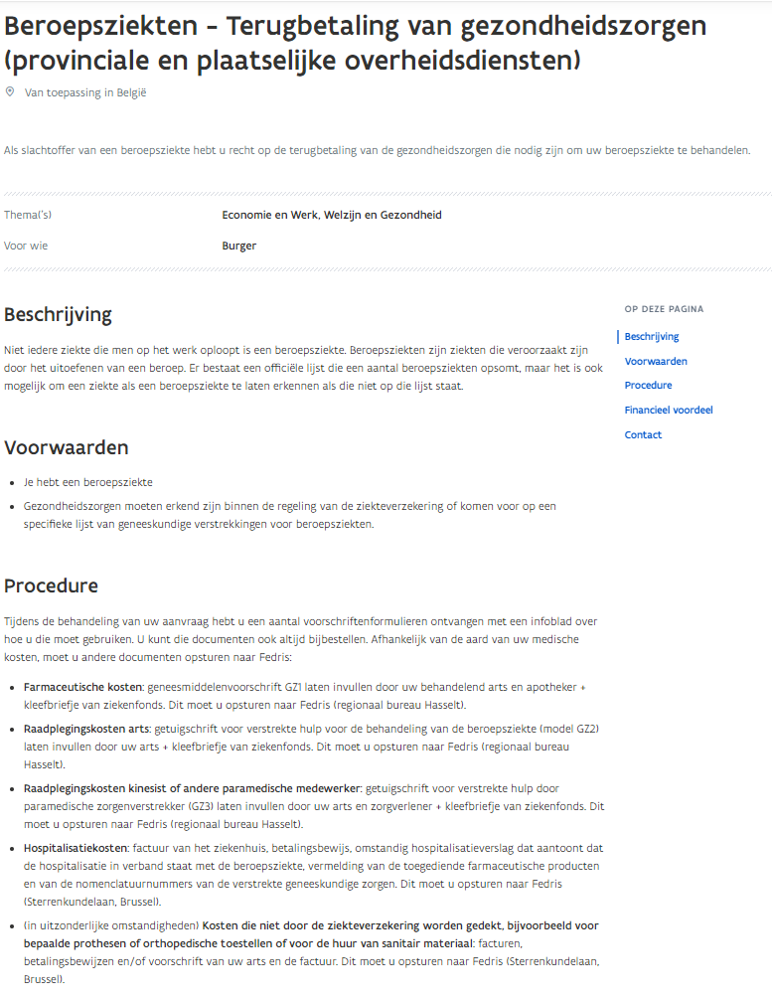 Beroepsziekten - Terugbetaling van gezondheidszorgen
(provinciale en plaatselijke overheidsdiensten)
Van toepassing in België
Als slachtoffer van een beroepsziekte hebt u recht op de terugbetaling van de gezondheidszorgen die nodig zijn om uw beroepsziekte te behandelen.
Thema('s)
Economie en Werk, Welzijn en Gezondheid
Voor wie
Burger
Beschrijving
Niet iedere ziekte die men op het werk oploopt is een beroepsziekte. Beroepsziekten zijn ziekten die veroorzaakt zijn
door het uitoefenen van een beroep. Er bestaat een officiële lijst die een aantal beroepsziekten opsomt, maar het is ook
mogelijk om een ziekte als een beroepsziekte te laten erkennen als die niet op die lijst staat.
Voorwaarden
• Je hebt een beroepsziekte
• Gezondheidszorgen moeten erkend zijn binnen de regeling van de ziekteverzekering of komen voor op een
specifieke lijst van geneeskundige verstrekkingen voor beroepsziekten.
Procedure
Tijdens de behandeling van uw aanvraag hebt u een aantal voorschriftenformulieren ontvangen met een infoblad over
hoe u die moet gebruiken. U kunt die documenten ook altijd bijbestellen. Afhankelijk van de aard van uw medische
kosten, moet u andere documenten opsturen naar Fedris:
• Farmaceutische kosten: geneesmiddelenvoorschrift GZ1 laten invullen door uw behandelend arts en apotheker +
kleefbriefje van ziekenfonds. Dit moet u opsturen naar Fedris (regionaal bureau Hasselt).
• Raadplegingskosten arts: getuigschrift voor verstrekte hulp voor de behandeling van de beroepsziekte (model GZ2)
laten invullen door uw arts + kleefbriefje van ziekenfonds. Dit moet u opsturen naar Fedris (regionaal bureau
Hasselt).
• Raadplegingskosten kinesist of andere paramedische medewerker: getuigschrift voor verstrekte hulp door
paramedische zorgenverstrekker (GZ3) laten invullen door uw arts en zorgverlener + kleefbriefje van ziekenfonds. Dit
moet u opsturen naar Fedris (regionaal bureau Hasselt).
• Hospitalisatiekosten: factuur van het ziekenhuis, betalingsbewijs, omstandig hospitalisatieverslag dat aantoont dat
de hospitalisatie in verband staat met de beroepsziekte, vermelding van de toegediende farmaceutische producten
en van de nomenclatuurnummers van de verstrekte geneeskundige zorgen. Dit moet u opsturen naar Fedris
(Sterrenkundelaan, Brussel).
• (in uitzonderlijke omstandigheden) Kosten die niet door de ziekteverzekering worden gedekt, bijvoorbeeld voor
bepaalde prothesen of orthopedische toestellen of voor de huur van sanitair materiaal: facturen,
betalingsbewijzen en/of voorschrift van uw arts en de factuur. Dit moet u opsturen naar Fedris (Sterrenkundelaan,
Brussel).
OP DEZE PAGINA
Beschrijving
Voorwaarden
Procedure
Financieel voordeel
Contact